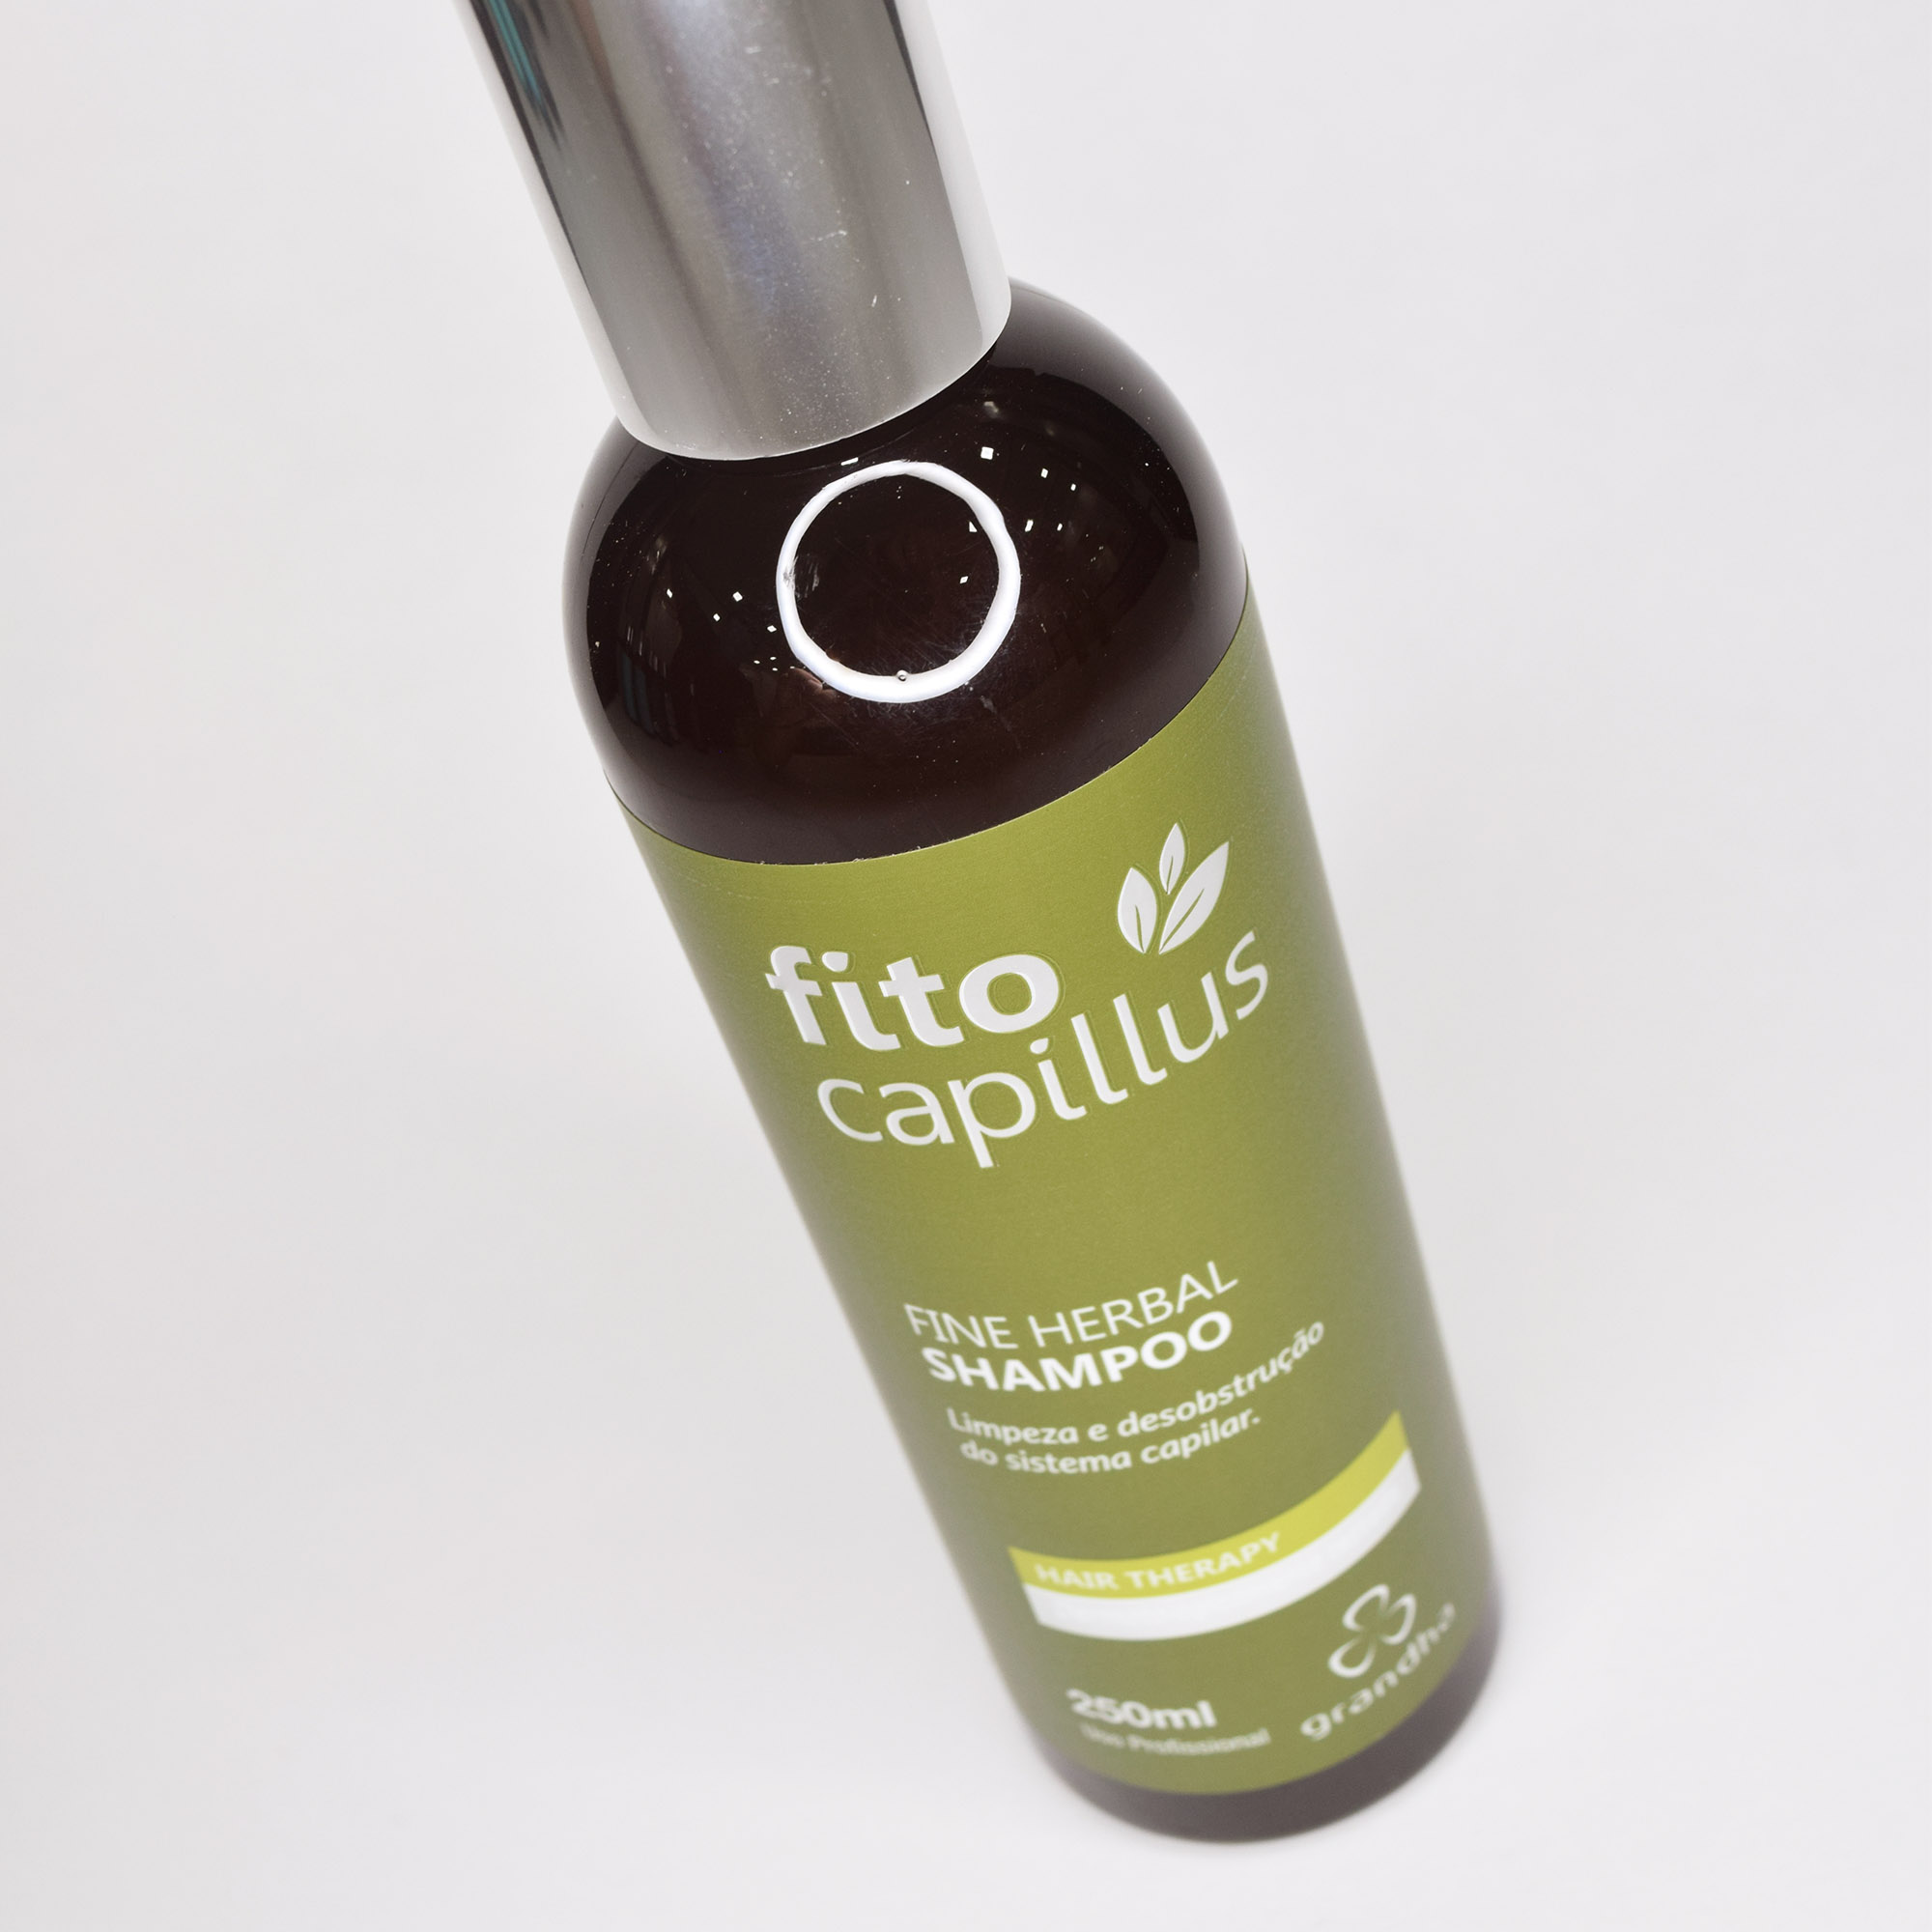 fito
capillus
FINE HERBAL
SHAMPOO
Limpeza e desobstrução
do sistema capilar.
HAIR THERAPY
250ml
Uso Profissional
grandha